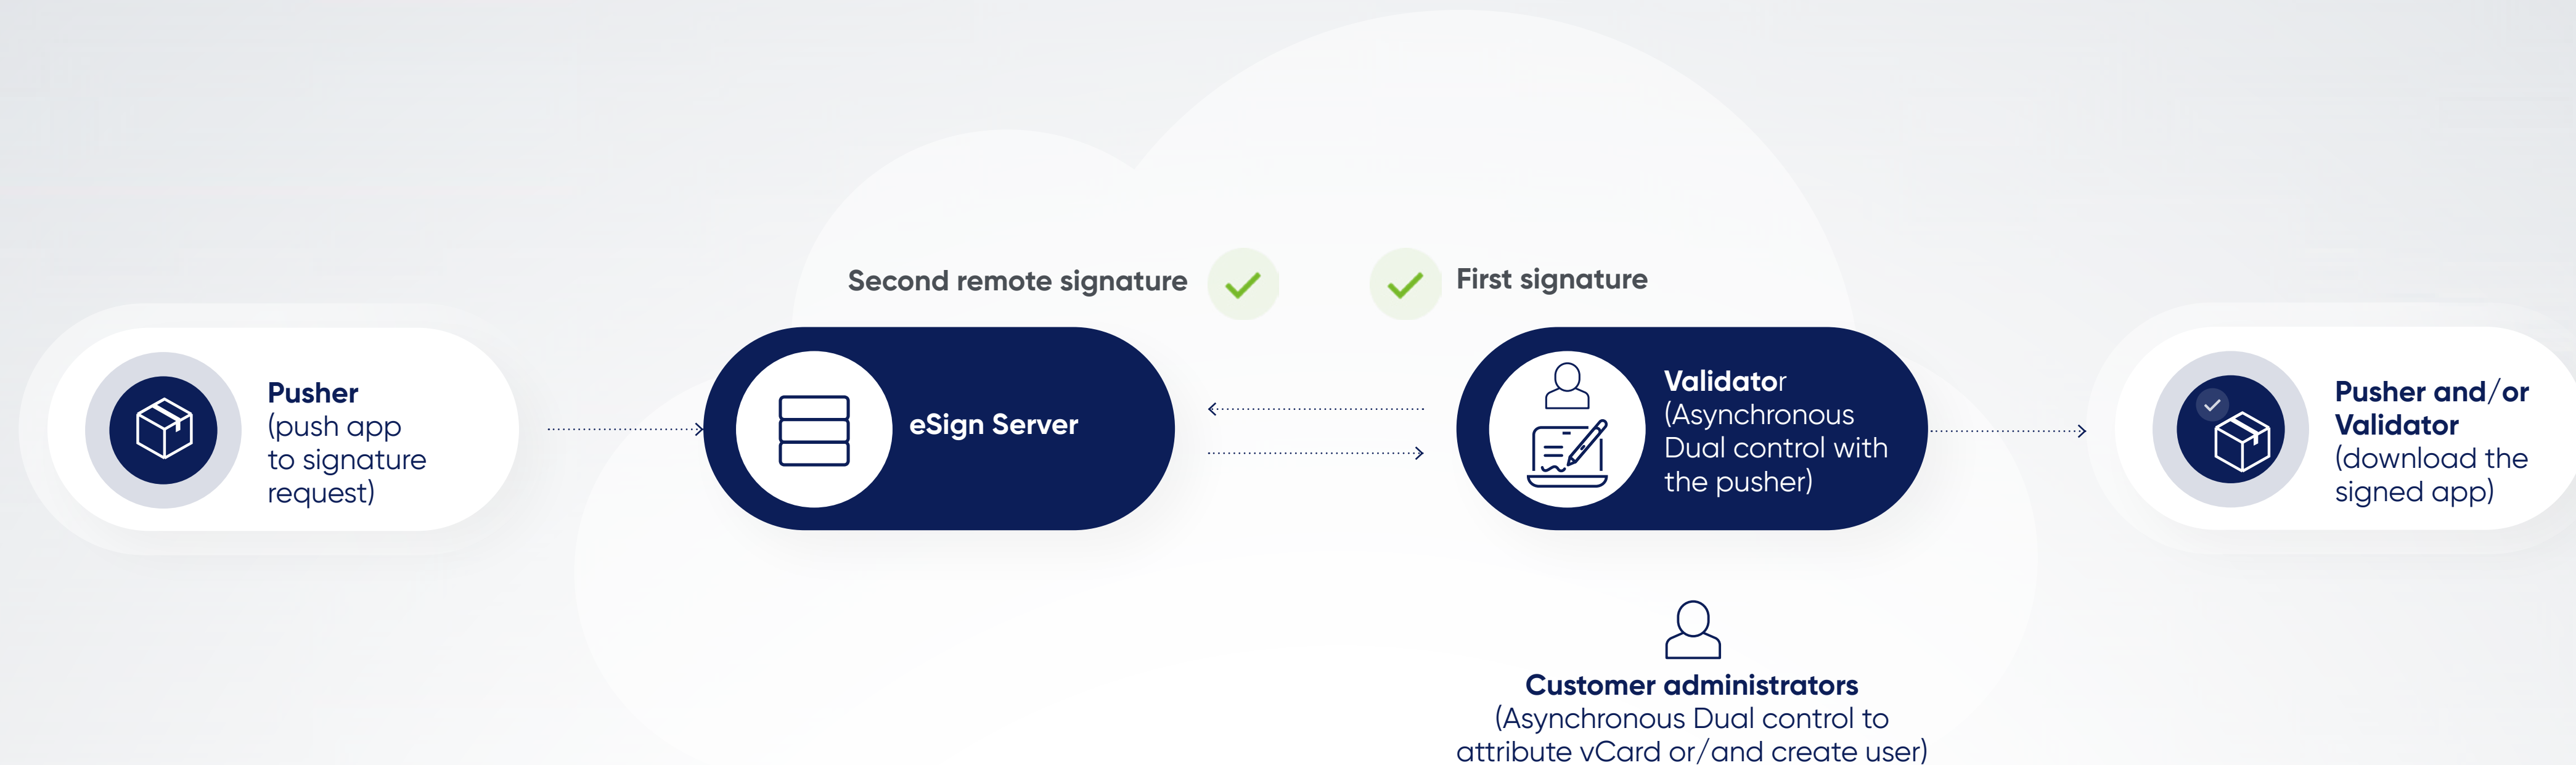 Second remote signature
First signature
Pusher
(push app
to signature
request)
eSign Server
Validator
(Asynchronous
Dual control with
the pusher)
Pusher and/or
Validator
(download the
signed app)
Customer administrators
(Asynchronous Dual control to
attribute vCard or/and create user)